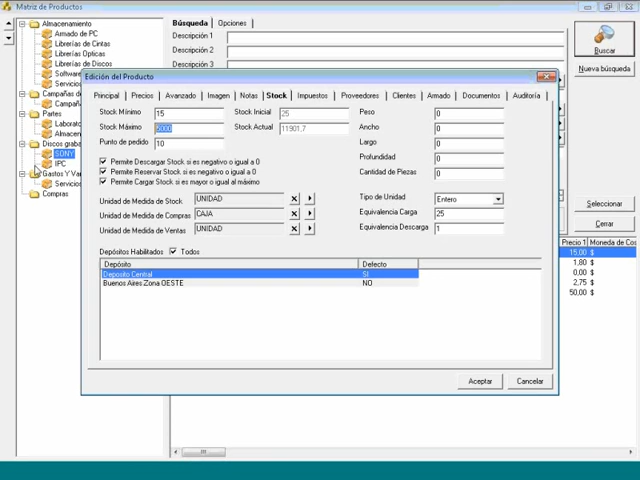 Matriz de Productos
Almacenamiento
Armado de PC
Librerías de Cintas
Librerías Opticas
Librerías de Discos
Software
Servicios
Campañas d
Campaña
Partes
Laborato
Almacen
Discos graba
SONY
IPC
Gastos Y Va
Servicios
Compras
Búsqueda
Opciones
Descripción 1
Descripción 2
Descripción 3
Buscar
Nueva búsqueda
Seleccionar
Cerrar
Precio 1 Moneda de Cos
15,00 $
1,80 $
0,00 $
2,75 $
50,00 $
Edición del Producto
Principal Precios Avanzado Imagen Notas Stock Impuestos Proveedores Clientes Armado Documentos Auditoría
Stock Mínimo 15 Stock Inicial 25 Peso 0
Stock Máximo 5000 Stock Actual 11901,7 Ancho 0
Punto de pedido 10 Largo 0
Profundidad 0
Cantidad de Piezas 0
Permite Descargar Stock si es negativo o igual a 0
Permite Reservar Stock si es negativo o igual a 0
Permite Cargar Stock si es mayor o igual al máximo
Unidad de Medida de Stock UNIDAD Tipo de Unidad Entero
Unidad de Medida de Compras CAJA Equivalencia Carga 25
Unidad de Medida de Ventas UNIDAD Equivalencia Descarga 1
Depósitos Habilitados Todos
Depósito Defecto
Deposito Central SI
Buenos Aires Zona OESTE NO
Aceptar Cancelar